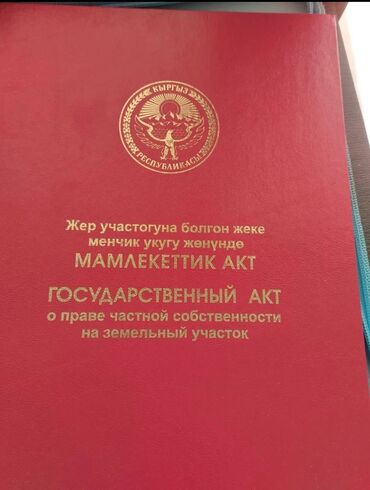 КЫРГЫЗ
РЕСПУБЛИКАСЫ
Жер участогуна болгон жеке
менчик укугу жөнүндө
МАМЛЕКЕТТИК АКТ
ГОСУДАРСТВЕННЫЙ АКТ
о праве частной собственности
на земельный участок